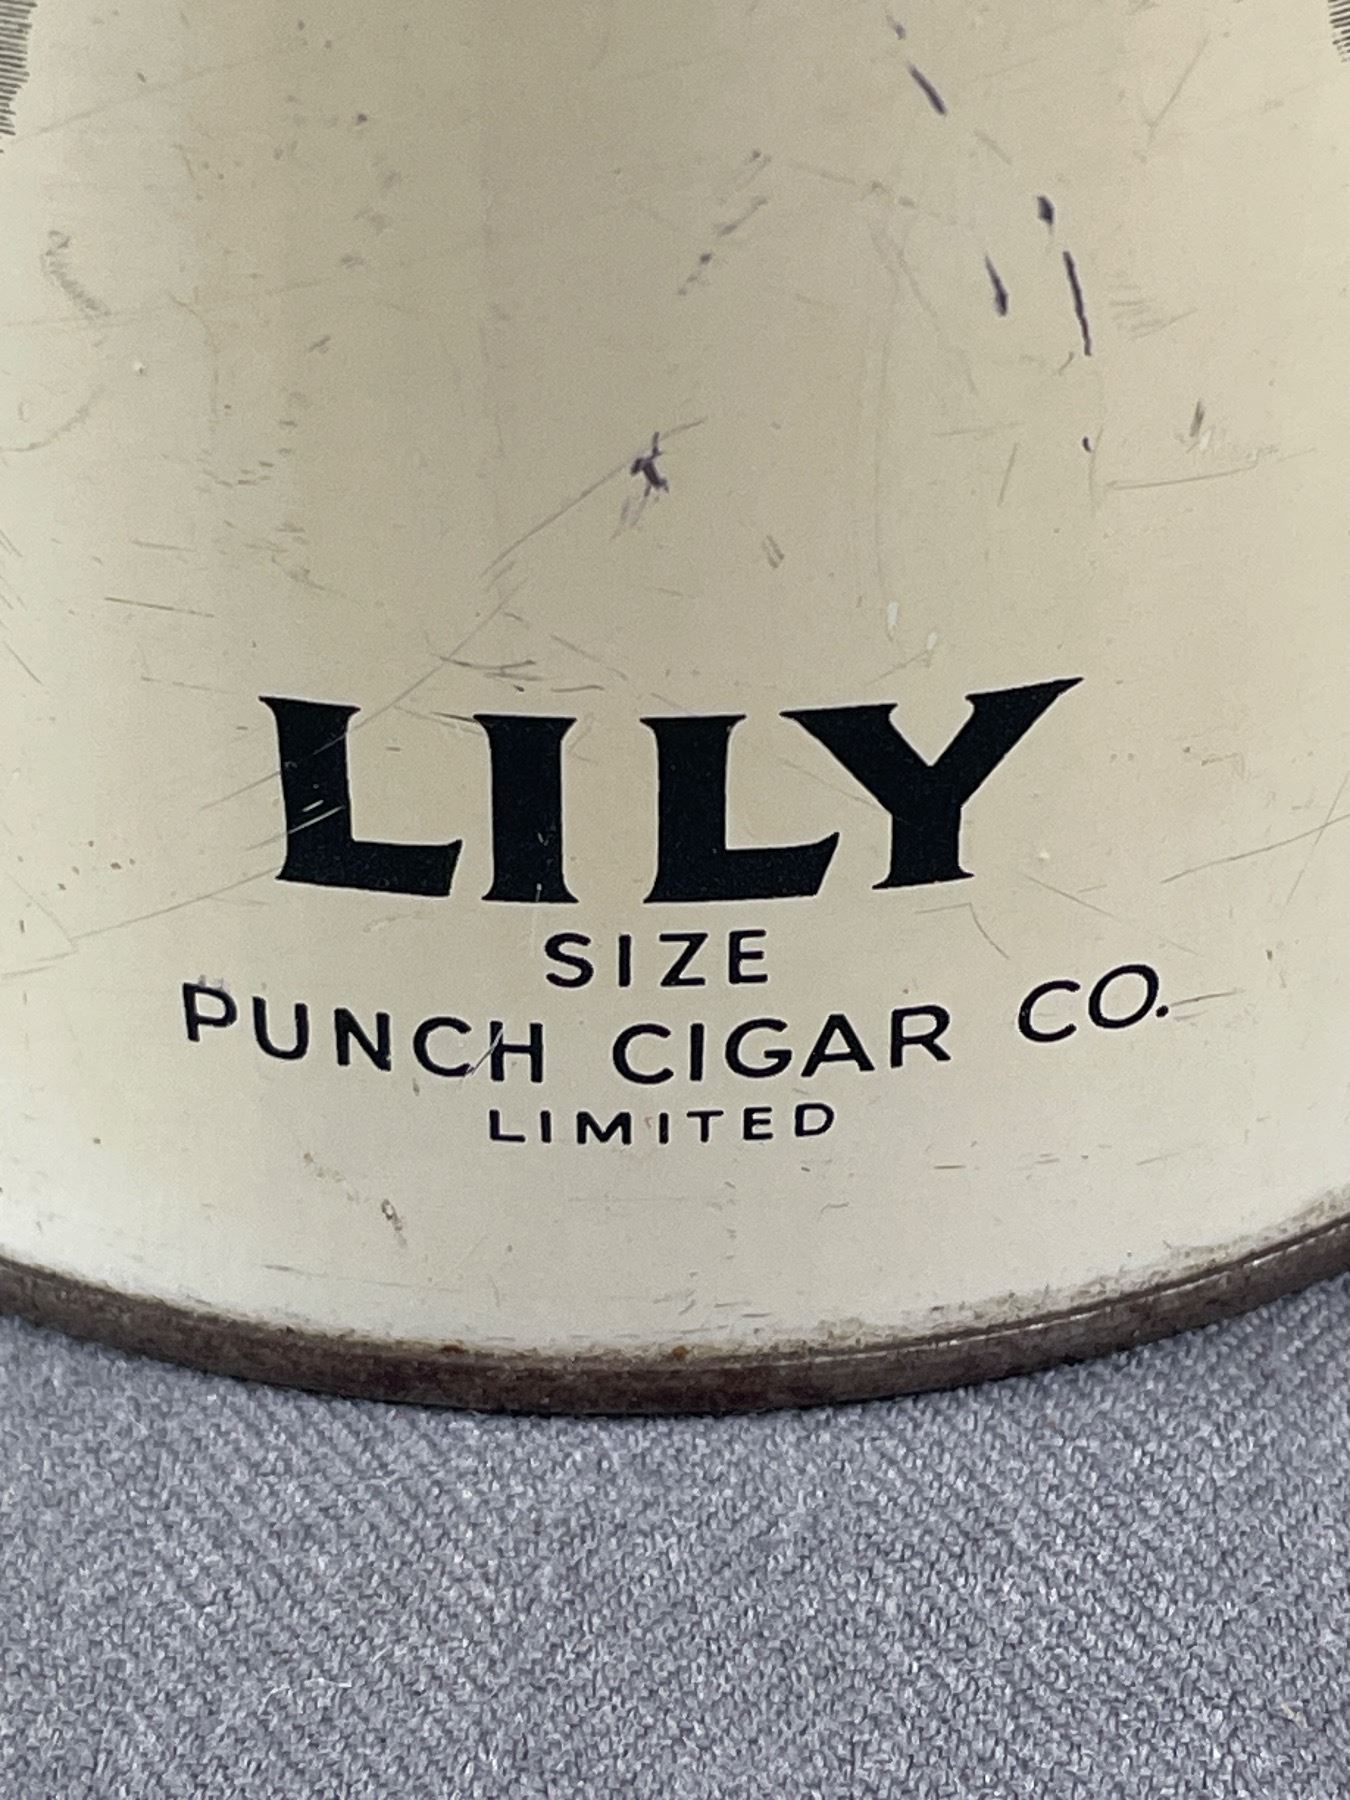 LILY
SIZE
PUNCH CIGAR CO.
LIMITED